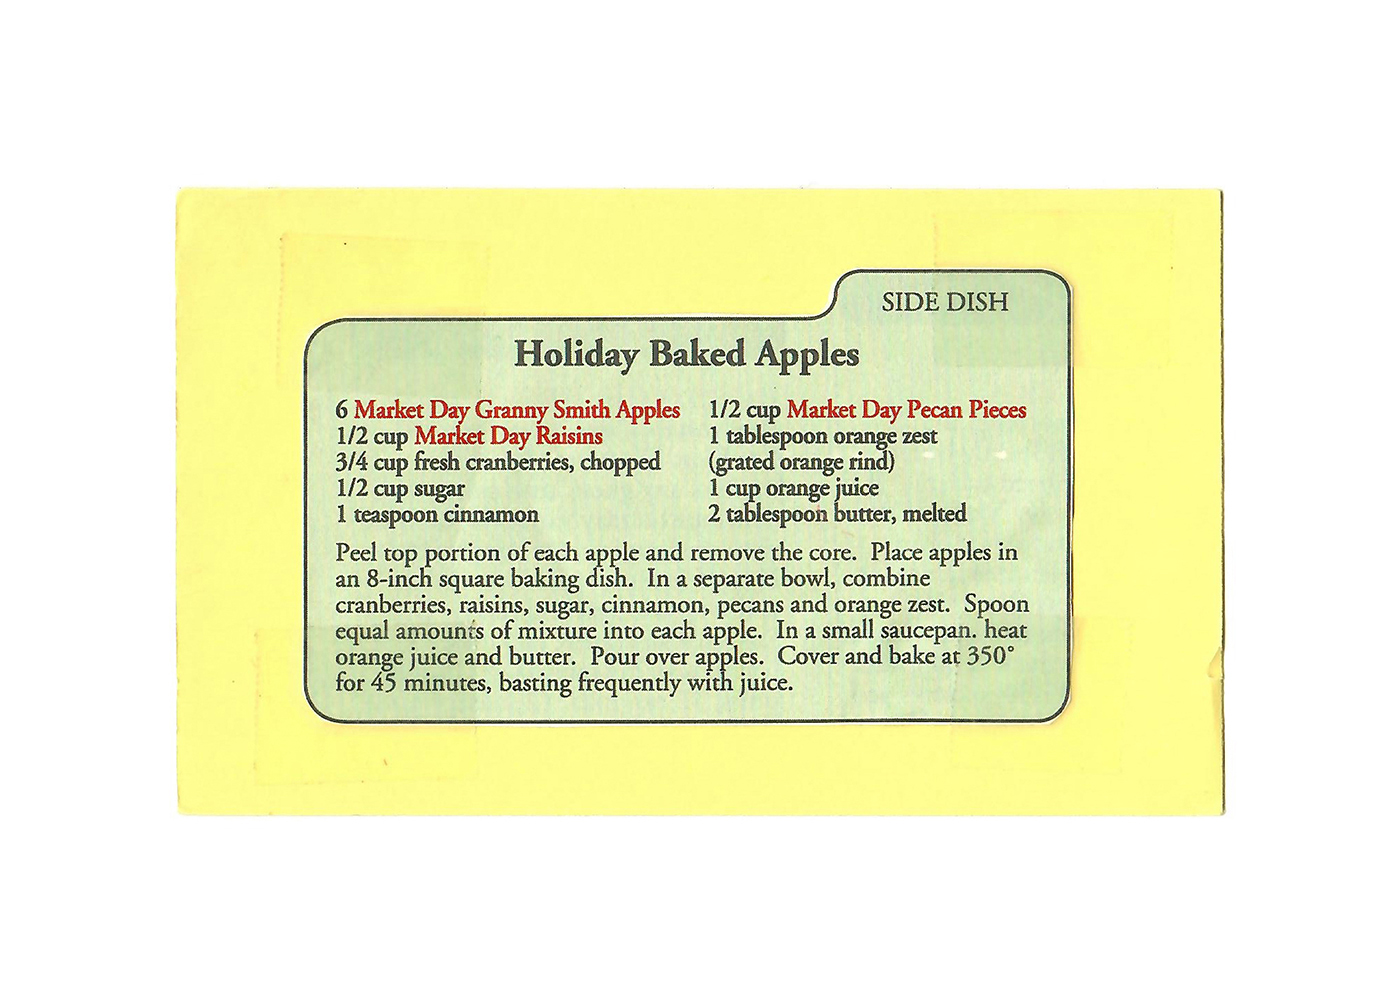 SIDE DISH
Holiday Baked Apples
6 Market Day Granny Smith Apples
1/2 cup Market Day Raisins
3/4 cup fresh cranberries, chopped
1/2 cup sugar
1 teaspoon cinnamon
1/2 cup Market Day Pecan Pieces
1 tablespoon orange zest
(grated orange rind)
1 cup orange juice
2 tablespoon butter, melted
Peel top portion of each apple and remove the core.  Place apples in
an 8-inch square baking dish.  In a separate bowl, combine
cranberries, raisins, sugar, cinnamon, pecans and orange zest.  Spoon
equal amounts of mixture into each apple.  In a small saucepan. heat
orange juice and butter.  Pour over apples.  Cover and bake at 350°
for 45 minutes, basting frequently with juice.